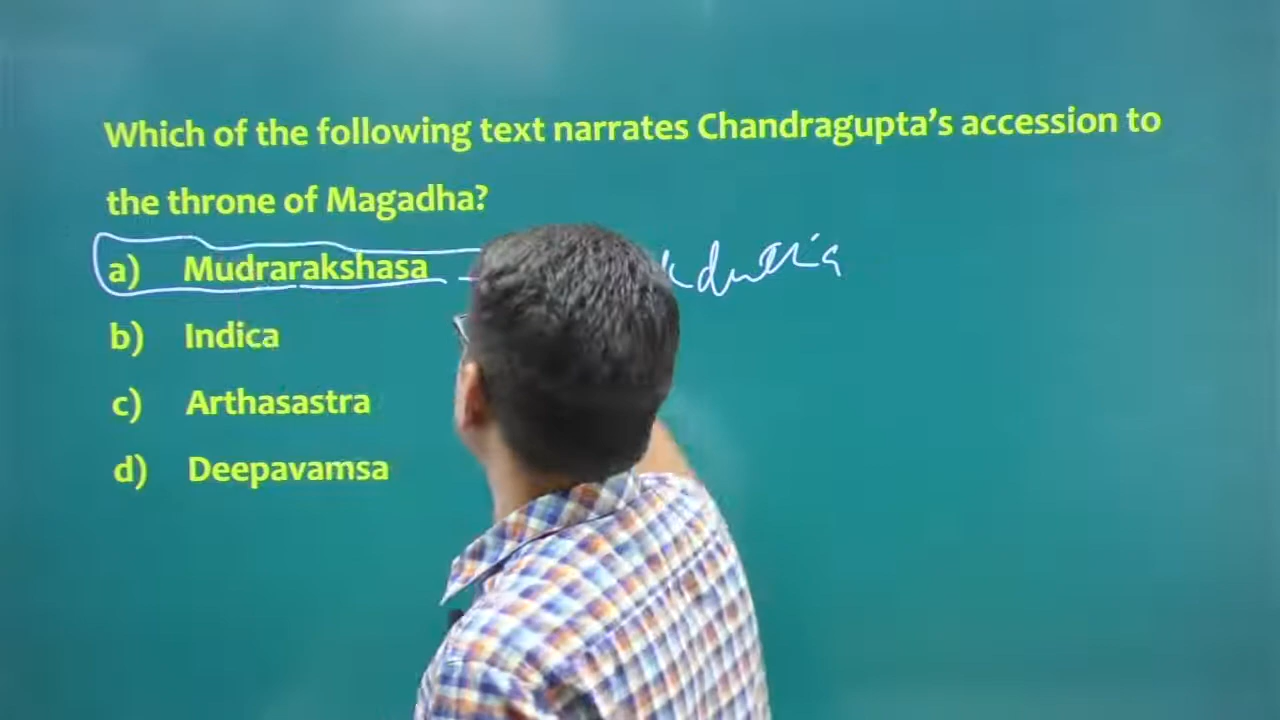 Which of the following text narrates Chandragupta's accession to
the throne of Magadha?
a) Mudrarakshasa
b) Indica
c) Arthasastra
d) Deepavamsa